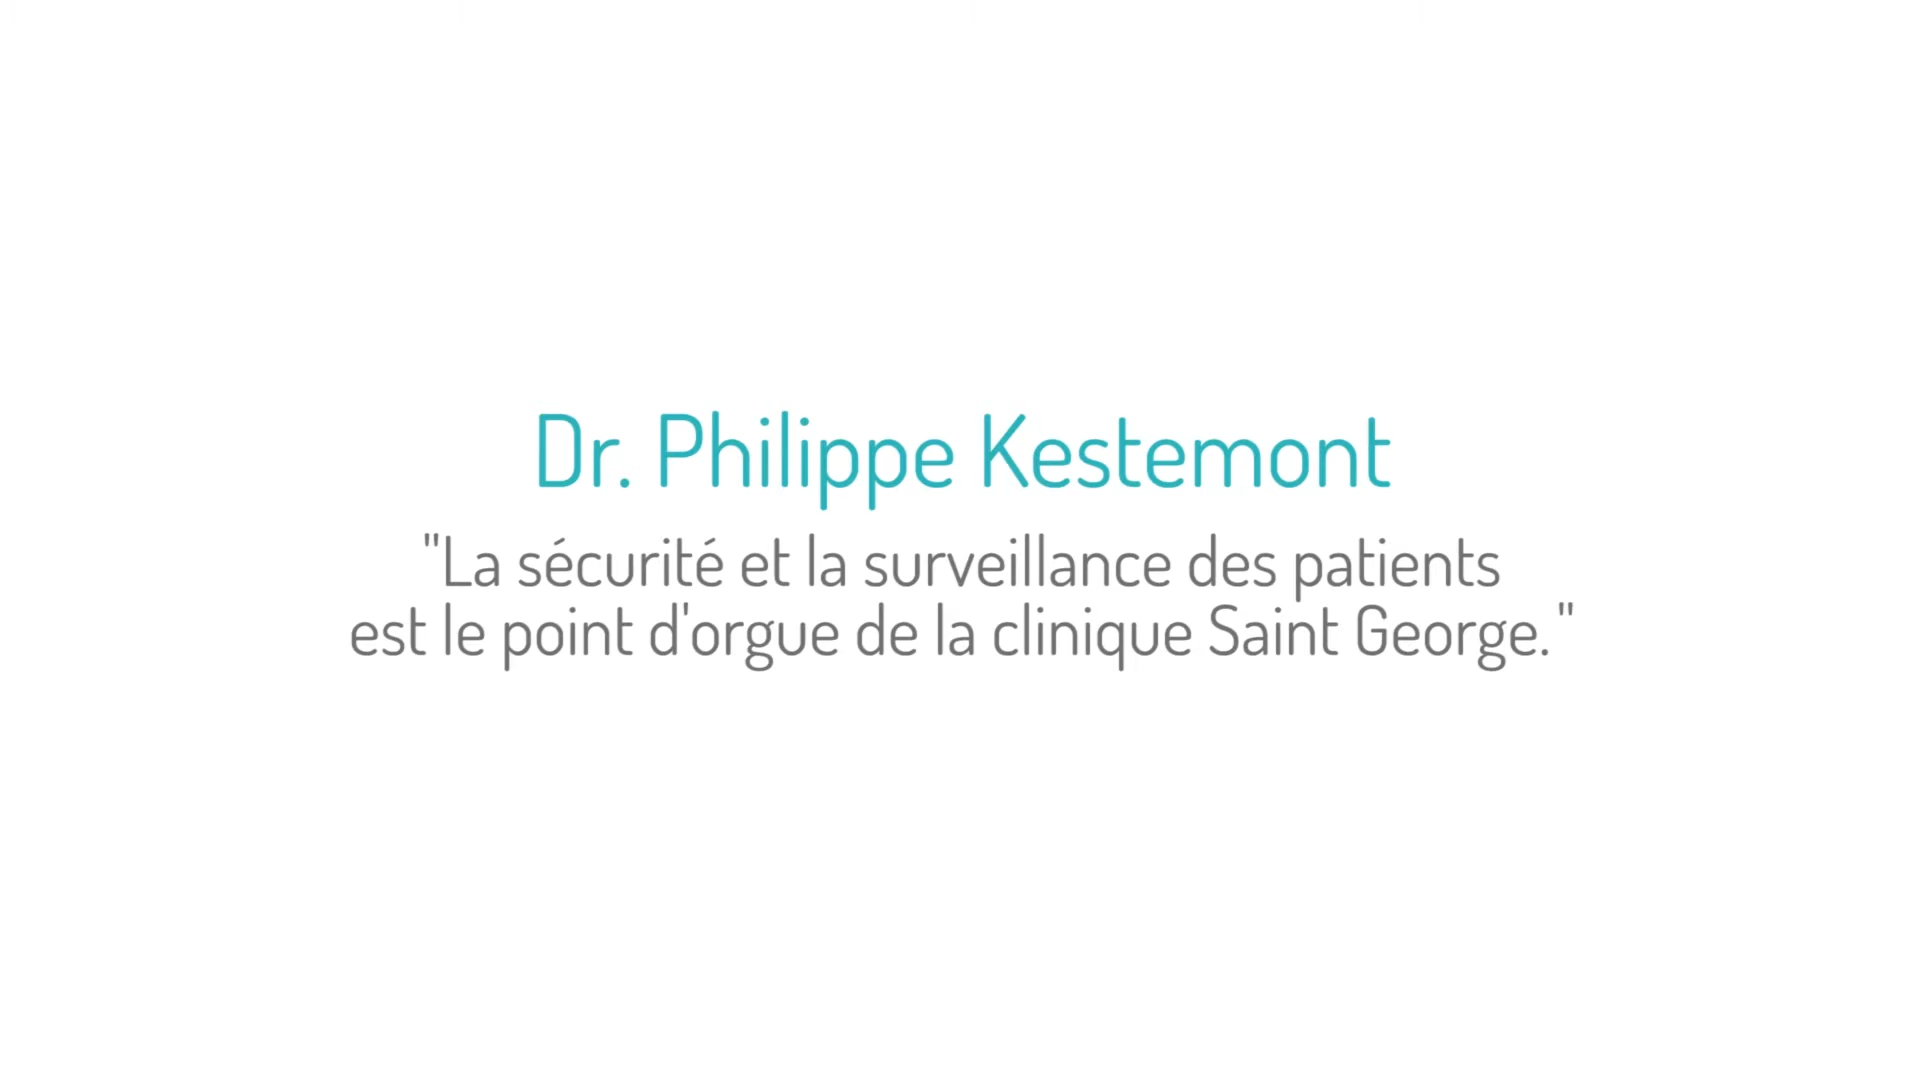 Dr. Philippe Kestemont
"La sécurité et la surveillance des patients
est le point d'orgue de la clinique Saint George."